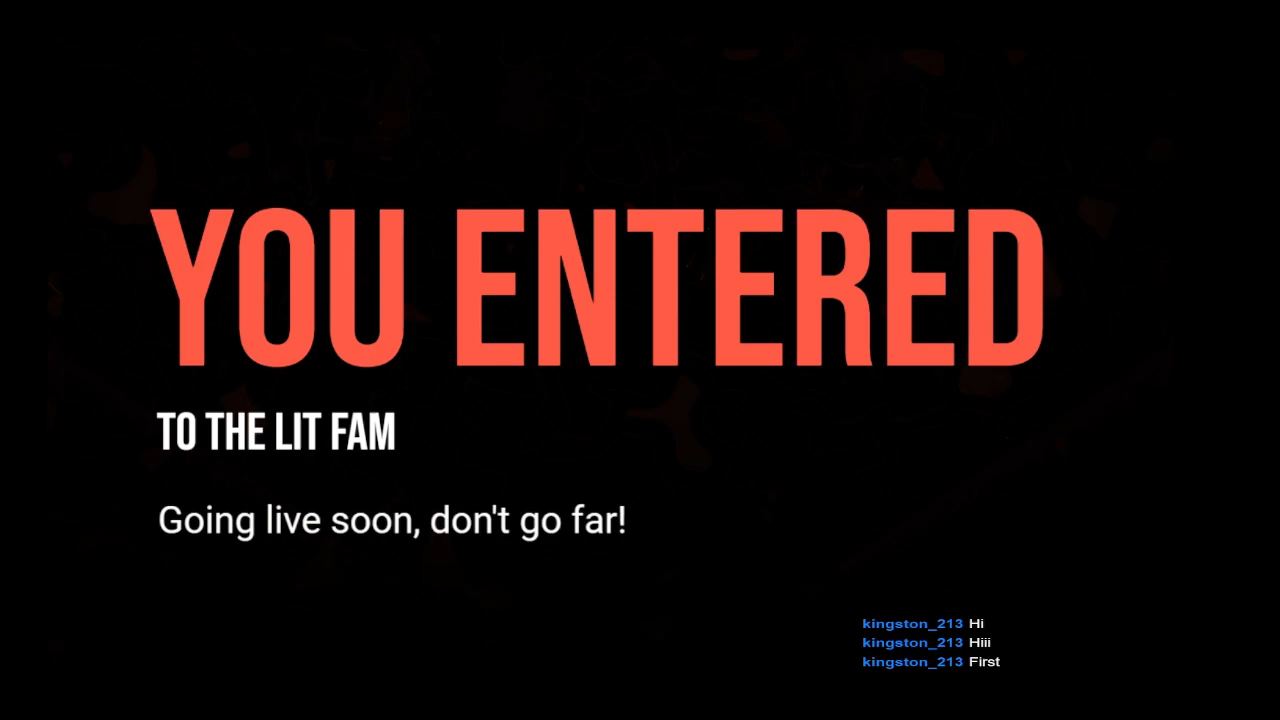 YOU ENTERED
TO THE LIT FAM
Going live soon, don't go far!
kingston_213 Hi
kingston_213 Hiii
kingston_213 First